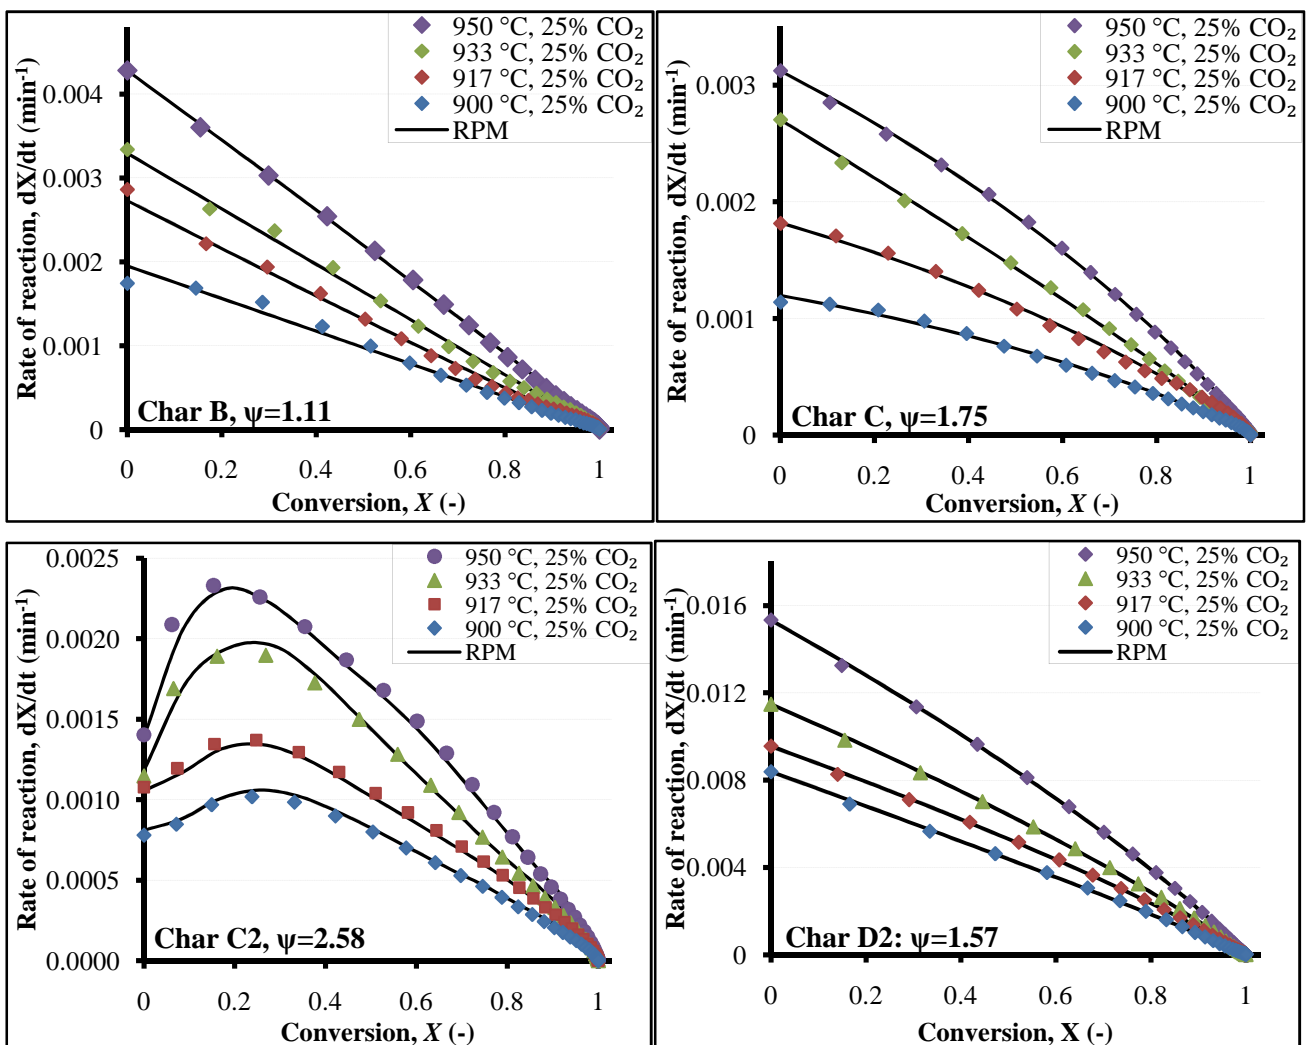 950 °C, 25% CO₂
933 °C, 25% CO₂
917 °C, 25% CO₂
900 °C, 25% CO₂
RPM
Rate of reaction, dX/dt (min⁻¹)
0.004
0.003
0.002
0.001
0
Char B, ψ=1.11
0 0.2 0.4 0.6 0.8 1
Conversion, X (-)
950 °C, 25% CO₂
933 °C, 25% CO₂
917 °C, 25% CO₂
900 °C, 25% CO₂
RPM
Rate of reaction, dX/dt (min⁻¹)
0.003
0.002
0.001
0
Char C, ψ=1.75
0 0.2 0.4 0.6 0.8 1
Conversion, X (-)
950 °C, 25% CO₂
933 °C, 25% CO₂
917 °C, 25% CO₂
900 °C, 25% CO₂
RPM
Rate of reaction, dX/dt (min⁻¹)
0.0025
0.0020
0.0015
0.0010
0.0005
0.0000
Char C2, ψ=2.58
0 0.2 0.4 0.6 0.8 1
Conversion, X (-)
950 °C, 25% CO₂
933 °C, 25% CO₂
917 °C, 25% CO₂
900 °C, 25% CO₂
RPM
Rate of reaction, dX/dt (min⁻¹)
0.016
0.012
0.008
0.004
0
Char D2: ψ=1.57
0 0.2 0.4 0.6 0.8 1
Conversion, X (-)